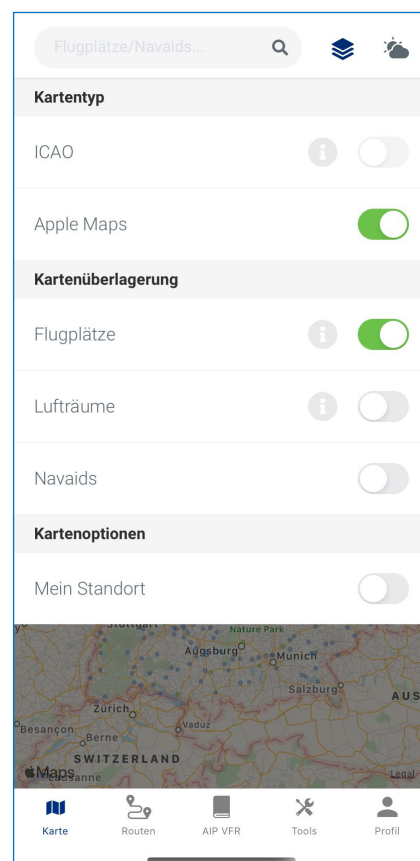 Flugplätze/Navaids...
Kartentyp
ICAO
Apple Maps
Kartenüberlagerung
Flugplätze
Lufträume
Navaids
Kartenoptionen
Mein Standort
Stuttgart
Nature Park
Augsburg
Munich
Salzburg
Zürich
AUS
Besançon
Vaduz
Berne
SWITZERLAND
Maps
Lausanne
Legal
Karte
Routen
AIP VFR
Tools
Profil